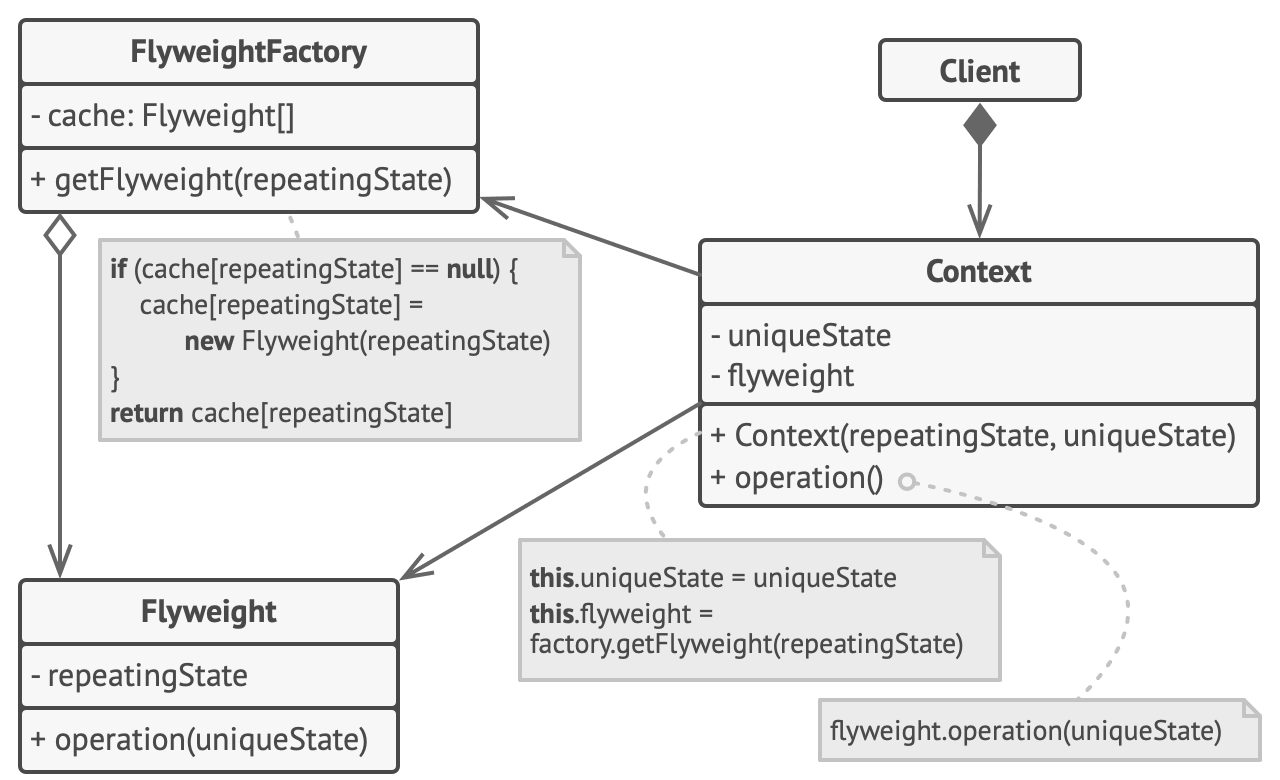 FlyweightFactory
- cache: Flyweight[]
+ getFlyweight(repeatingState)
if (cache[repeatingState] == null) {
cache[repeatingState] =
new Flyweight(repeatingState)
}
return cache[repeatingState]
Client
Context
- uniqueState
- flyweight
+ Context(repeatingState, uniqueState)
+ operation()
this.uniqueState = uniqueState
this.flyweight =
factory.getFlyweight(repeatingState)
flyweight.operation(uniqueState)
Flyweight
- repeatingState
+ operation(uniqueState)